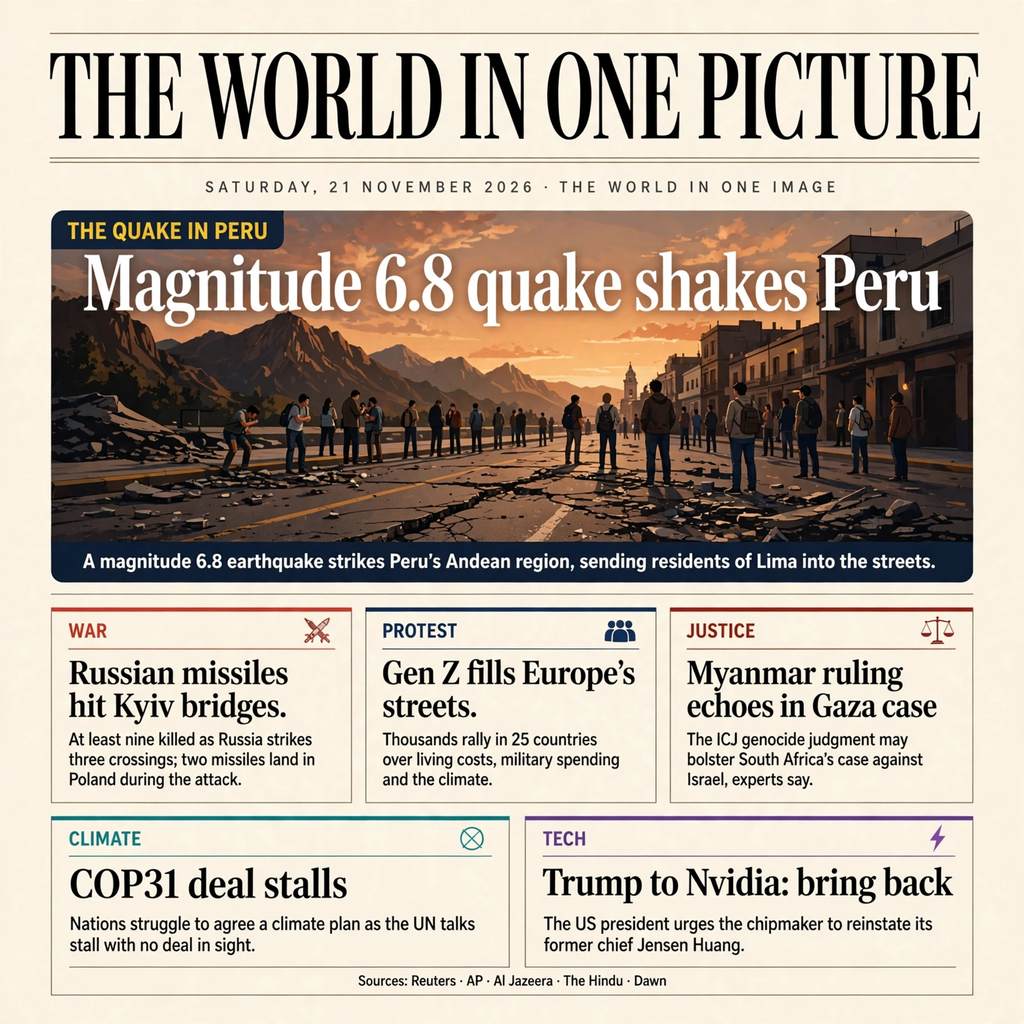 THE WORLD IN ONE PICTURE
SATURDAY, 21 NOVEMBER 2026 · THE WORLD IN ONE IMAGE
THE QUAKE IN PERU
Magnitude 6.8 quake shakes Peru
A magnitude 6.8 earthquake strikes Peru's Andean region, sending residents of Lima into the streets.
WAR
Russian missiles
hit Kyiv bridges.
At least nine killed as Russia strikes
three crossings; two missiles land in
Poland during the attack.
PROTEST
Gen Z fills Europe's
streets.
Thousands rally in 25 countries
over living costs, military spending
and the climate.
JUSTICE
Myanmar ruling
echoes in Gaza case
The ICJ genocide judgment may
bolster South Africa's case against
Israel, experts say.
CLIMATE
COP31 deal stalls
Nations struggle to agree a climate plan as the UN talks
stall with no deal in sight.
TECH
Trump to Nvidia: bring back
The US president urges the chipmaker to reinstate its
former chief Jensen Huang.
Sources: Reuters · AP · Al Jazeera · The Hindu · Dawn